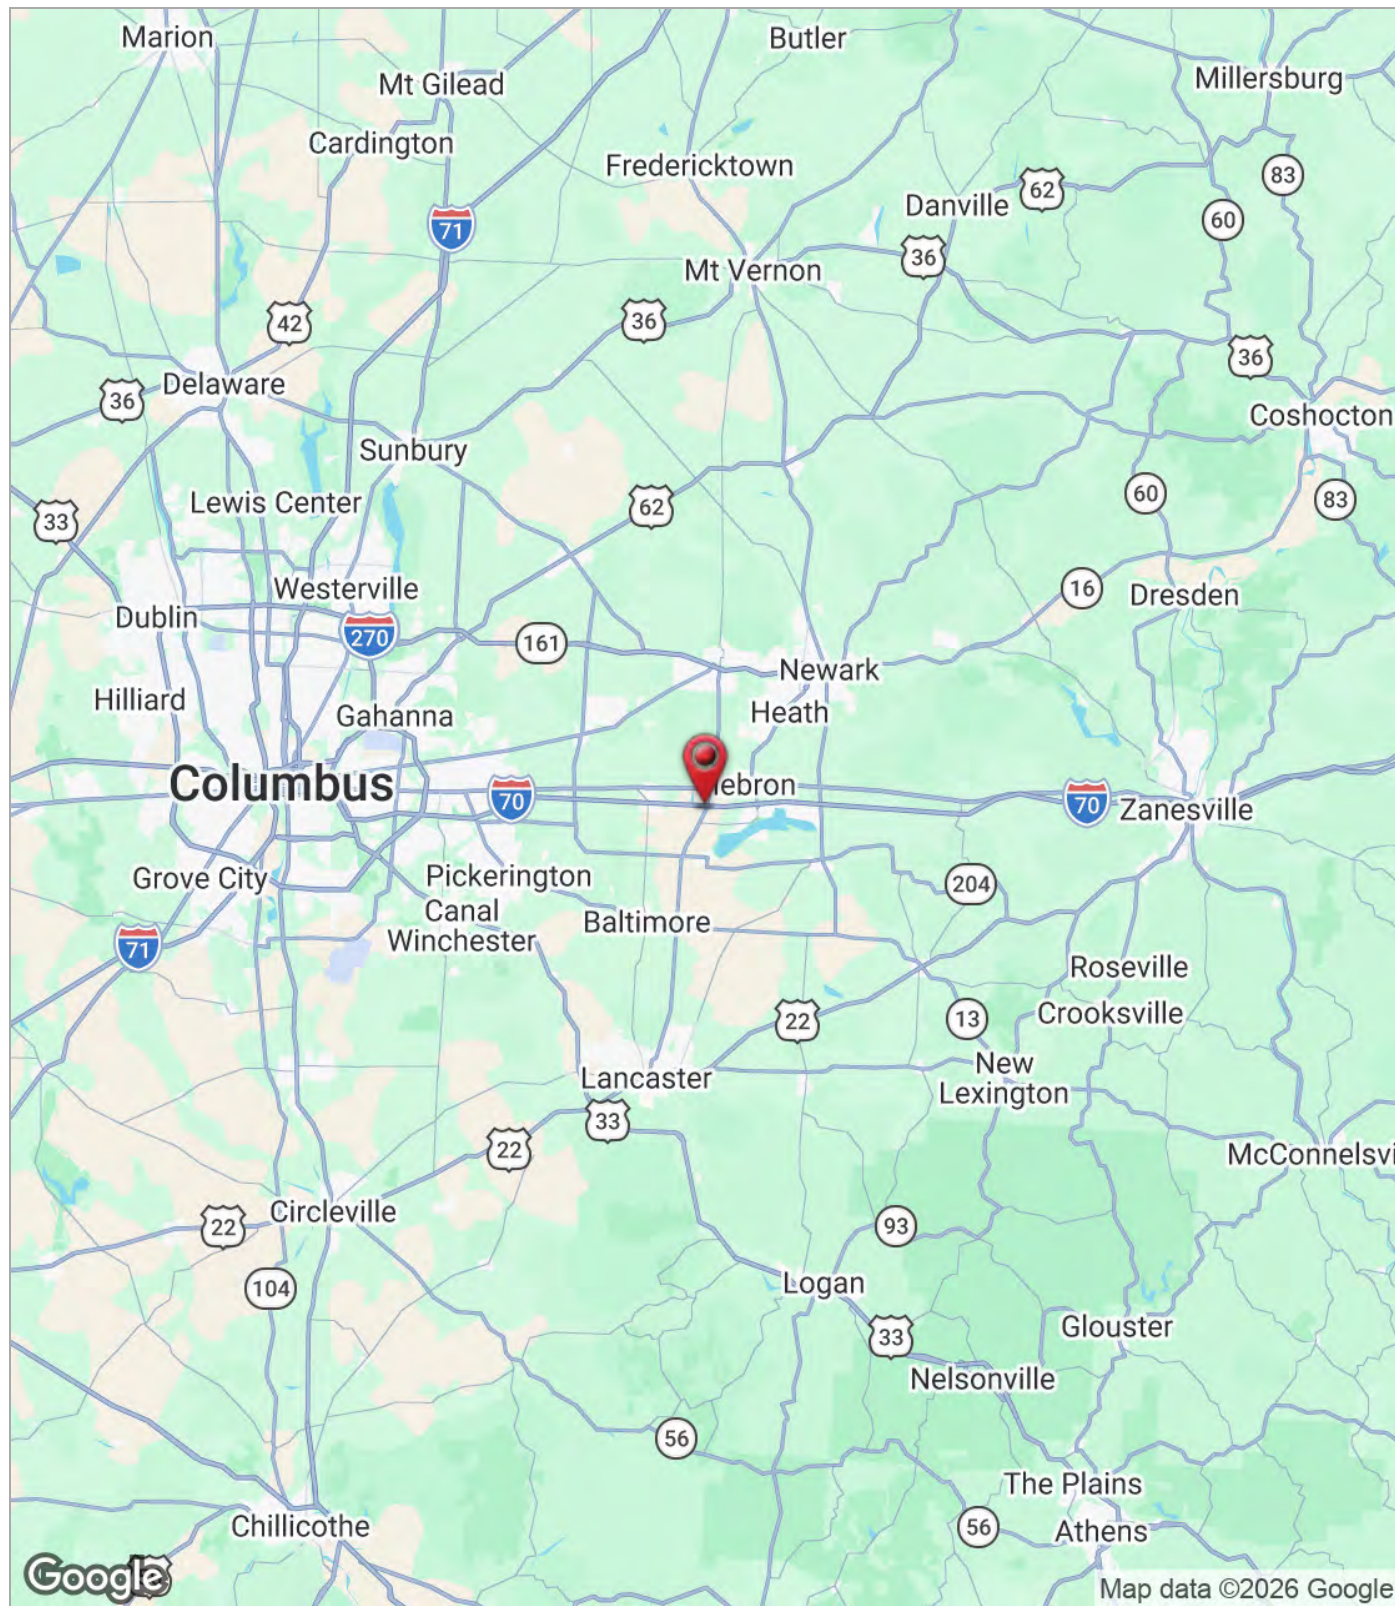 Marion
Butler
Mt Gilead
Millersburg
Cardington
Fredericktown
83
62
Danville
60
71
36
Mt Vernon
42
36
36
Delaware
36
Coshocton
Sunbury
60
83
Lewis Center
62
33
Westerville
16
Dresden
Dublin
270
161
Newark
Hilliard
Heath
Gahanna
Columbus
ebron
70
70
Zanesville
Grove City
Pickerington
204
Canal
Winchester
Baltimore
71
Roseville
Crooksville
22
13
New
Lexington
Lancaster
33
22
McConnelsvi
Circleville
22
93
104
Logan
Glouster
33
Nelsonville
56
The Plains
Chillicothe
56
Athens
Google
Map data ©2026 Google